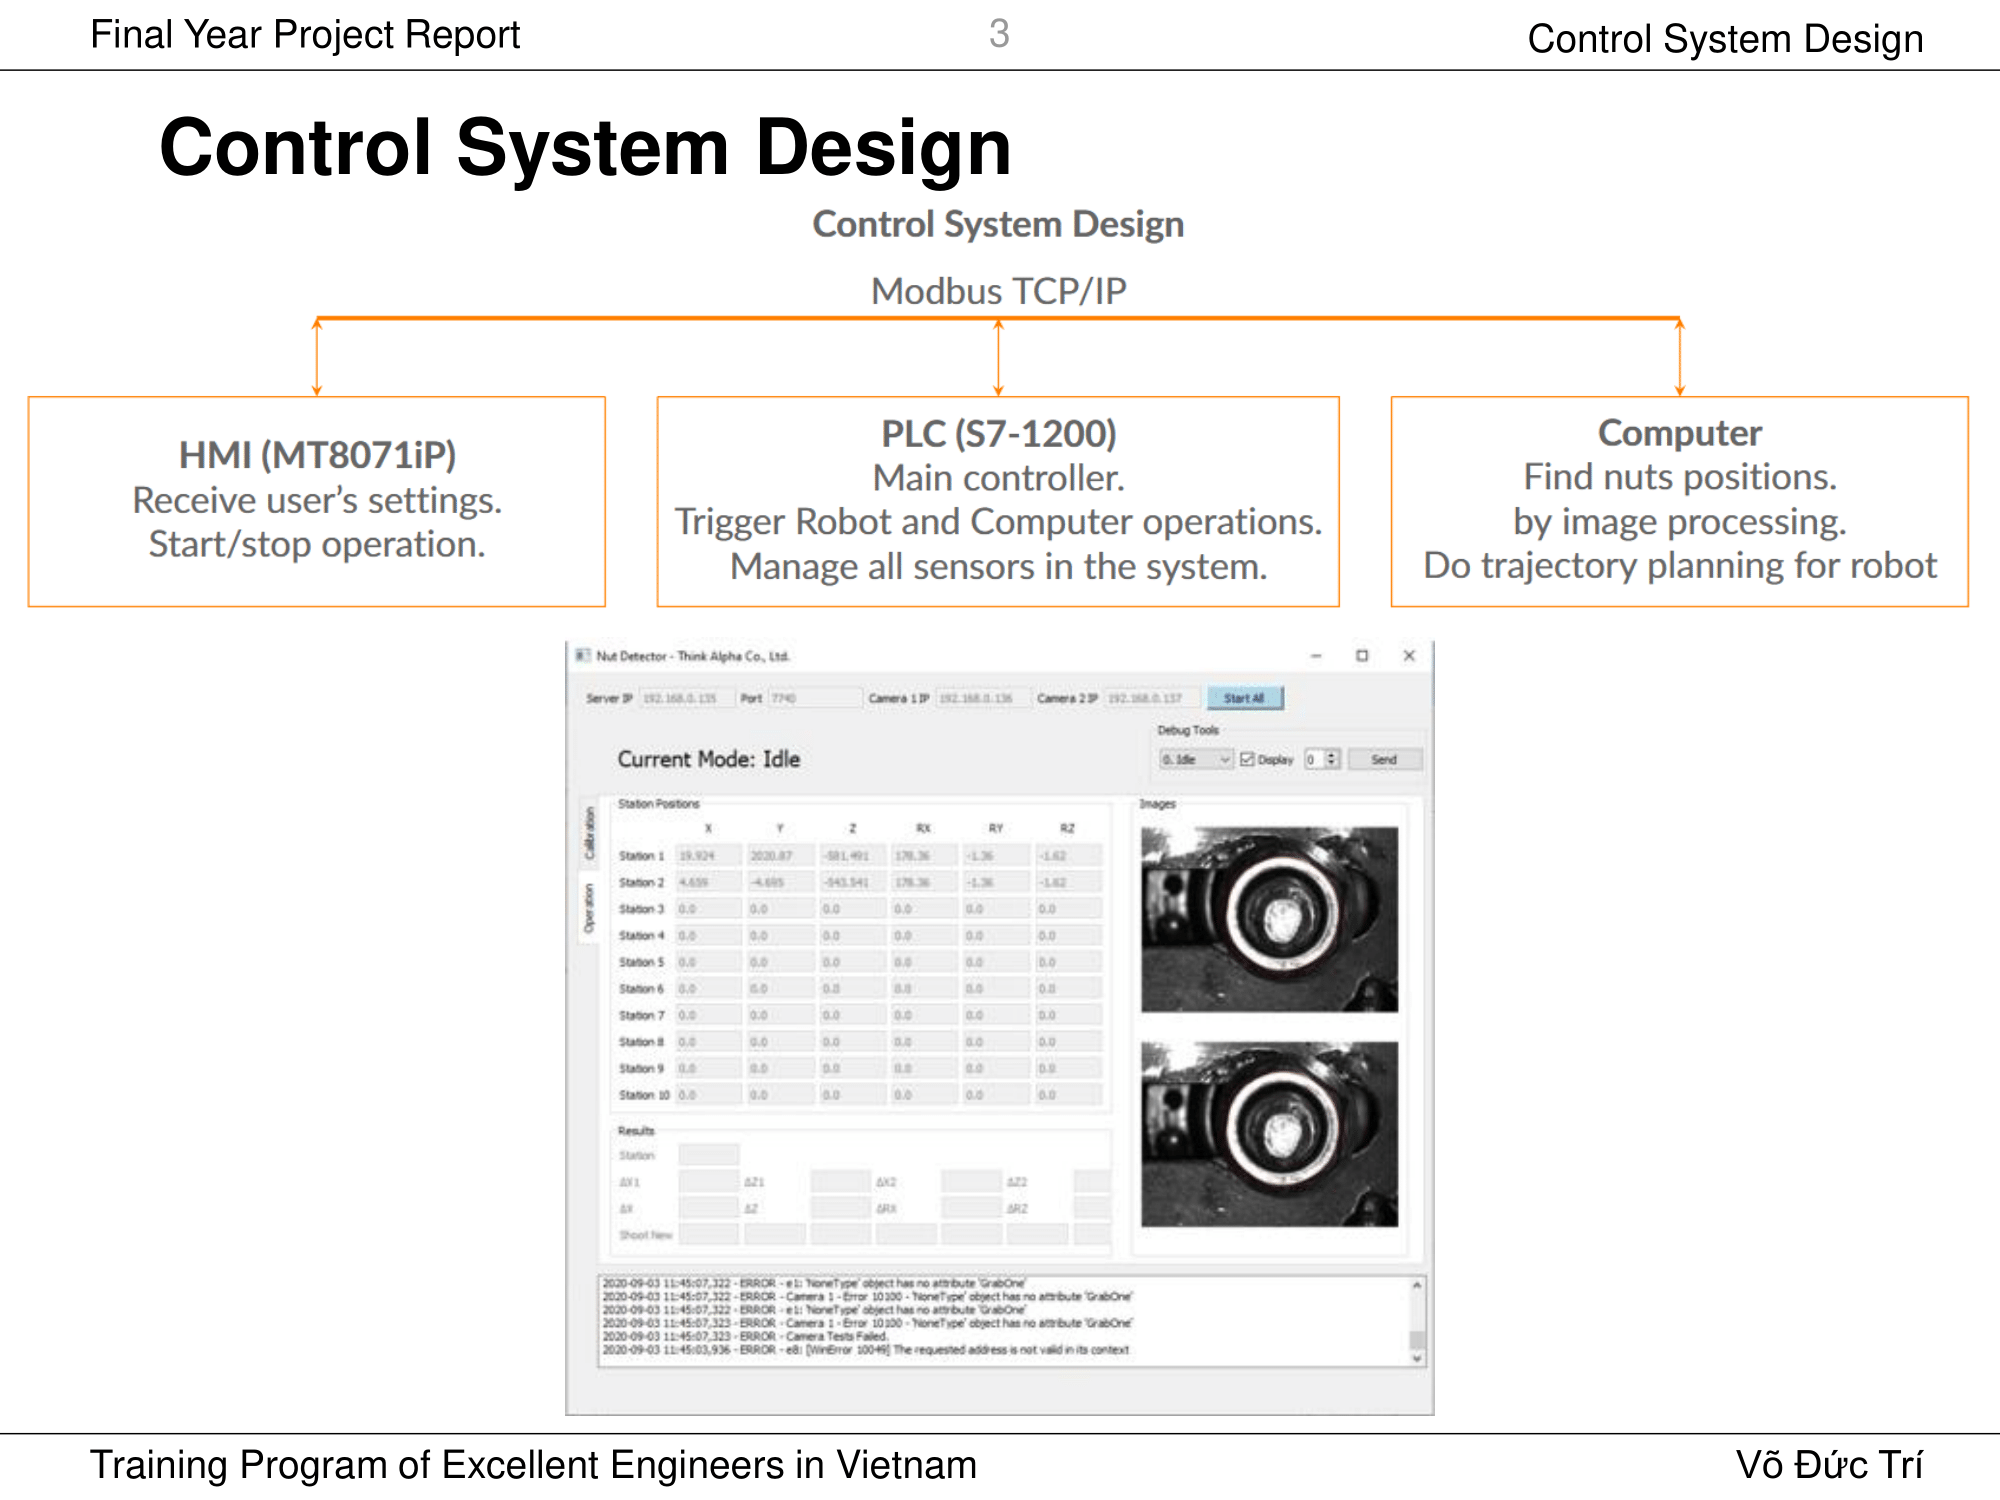 Final Year Project Report
3
Control System Design
Control System Design
Control System Design
Modbus TCP/IP
HMI (MT8071iP)
Receive user’s settings.
Start/stop operation.
PLC (S7-1200)
Main controller.
Trigger Robot and Computer operations.
Manage all sensors in the system.
Computer
Find nuts positions.
by image processing.
Do trajectory planning for robot
Nut Detector - Think Alpha Co., Ltd.
Server IP 192.168.0.135 Port 7740 Camera 1 IP 192.168.0.136 Camera 2 IP 192.168.0.137 Start All
Debug Tools
Current Mode: Idle
0. Idle Display 0 Send
Calibration
Operation
Station Positions
X Y Z RX RY RZ
Station 1 19.924 2020.87 -581.491 178.36 -1.36 -1.62
Station 2 4.659 -4.695 -543.541 178.36 -1.36 -1.62
Station 3 0.0 0.0 0.0 0.0 0.0 0.0
Station 4 0.0 0.0 0.0 0.0 0.0 0.0
Station 5 0.0 0.0 0.0 0.0 0.0 0.0
Station 6 0.0 0.0 0.0 0.0 0.0 0.0
Station 7 0.0 0.0 0.0 0.0 0.0 0.0
Station 8 0.0 0.0 0.0 0.0 0.0 0.0
Station 9 0.0 0.0 0.0 0.0 0.0 0.0
Station 10 0.0 0.0 0.0 0.0 0.0 0.0
Images
Results
Station
ΔX1 ΔZ1 ΔX2 ΔZ2
ΔX ΔZ ΔRX ΔRZ
Shoot New
2020-09-03 11:45:07,322 - ERROR - e1: 'NoneType' object has no attribute 'GrabOne'
2020-09-03 11:45:07,322 - ERROR - Camera 1 - Error 10100 - 'NoneType' object has no attribute 'GrabOne'
2020-09-03 11:45:07,322 - ERROR - e1: 'NoneType' object has no attribute 'GrabOne'
2020-09-03 11:45:07,323 - ERROR - Camera 1 - Error 10100 - 'NoneType' object has no attribute 'GrabOne'
2020-09-03 11:45:07,323 - ERROR - Camera Tests Failed.
2020-09-03 11:45:03,936 - ERROR - e8: [WinError 10049] The requested address is not valid in its context
Training Program of Excellent Engineers in Vietnam
Võ Đức Trí